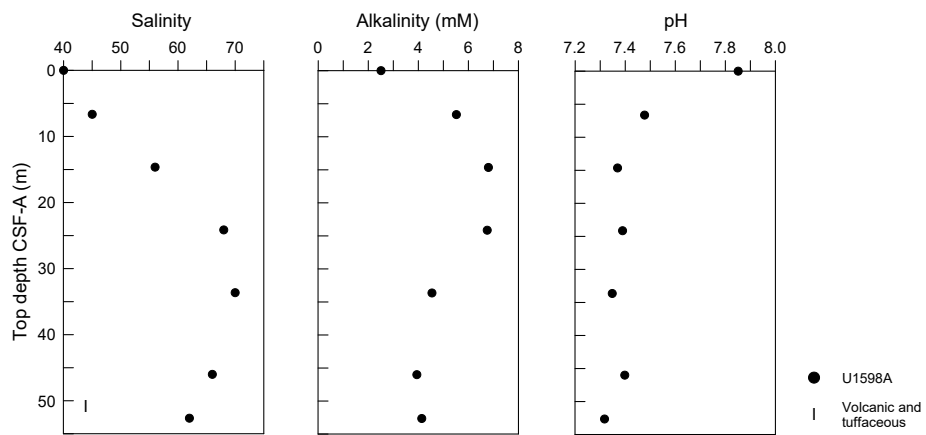 Salinity
Alkalinity (mM)
pH
40 50 60 70
0 2 4 6 8
7.2 7.4 7.6 7.8 8.0
0
10
20
30
40
50
Top depth CSF-A (m)
U1598A
Volcanic and
tuffaceous